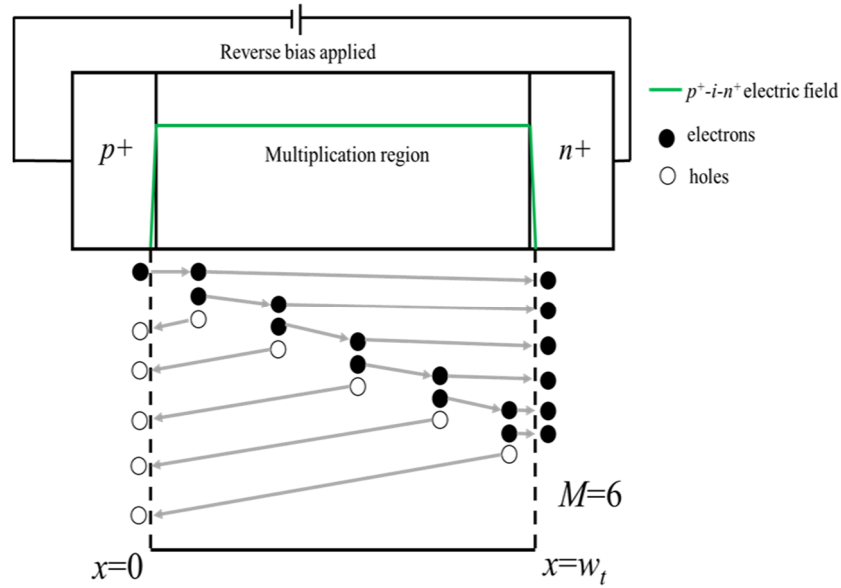 Reverse bias applied
p+-i-n+ electric field
p+
Multiplication region
n+
electrons
holes
M=6
x=0
x=wt